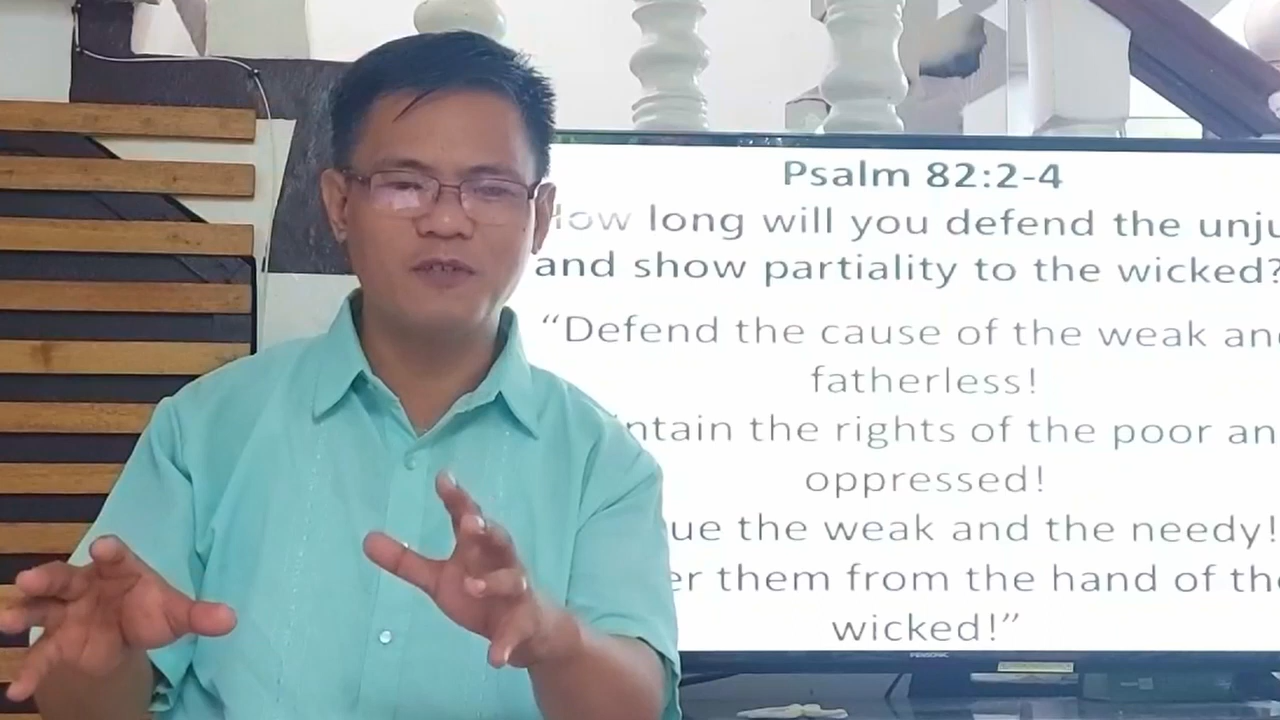 Psalm 82:2-4
How long will you defend the unju
and show partiality to the wicked?
“Defend the cause of the weak an
fatherless!
ntain the rights of the poor an
oppressed!
ue the weak and the needy!
er them from the hand of the
wicked!”
PENSONIC